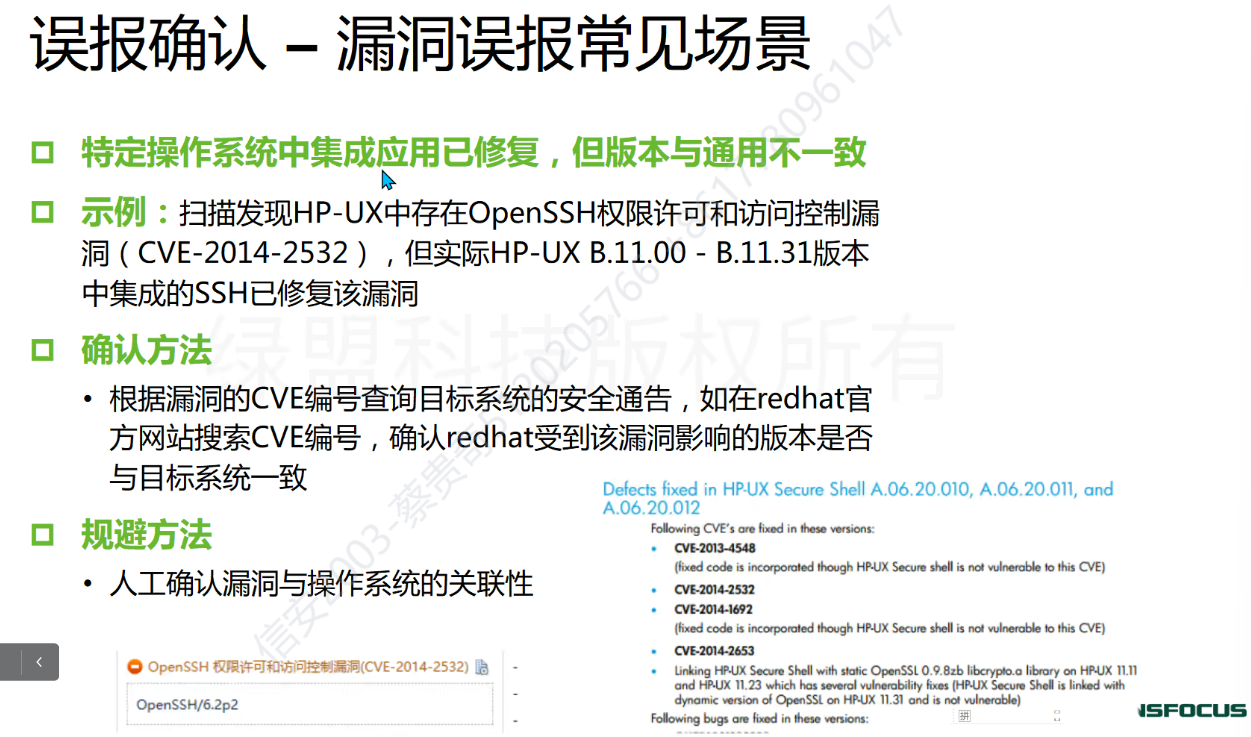 误报确认 – 漏洞误报常见场景
特定操作系统中集成应用已修复，但版本与通用不一致
示例：扫描发现HP-UX中存在OpenSSH权限许可和访问控制漏
洞（CVE-2014-2532），但实际HP-UX B.11.00 - B.11.31版本
中集成的SSH已修复该漏洞
绿盟科技版权所有
确认方法
• 根据漏洞的CVE编号查询目标系统的安全通告，如在redhat官
方网站搜索CVE编号，确认redhat受到该漏洞影响的版本是否
与目标系统一致
规避方法
• 人工确认漏洞与操作系统的关联性
OpenSSH 权限许可和访问控制漏洞(CVE-2014-2532)
OpenSSH/6.2p2
Defects fixed in HP-UX Secure Shell A.06.20.010, A.06.20.011, and
A.06.20.012
Following CVE's are fixed in these versions:
• CVE-2013-4548
(fixed code is incorporated though HP-UX Secure shell is not vulnerable to this CVE)
• CVE-2014-2532
• CVE-2014-1692
(fixed code is incorporated though HP-UX Secure shell is not vulnerable to this CVE)
• CVE-2014-2653
• Linking HP-UX Secure Shell with static OpenSSL 0.9.8zb libcrypto.a library on HP-UX 11.11
and HP-UX 11.23 which has several vulnerability fixes (HP-UX Secure Shell is linked with
dynamic version of OpenSSL on HP-UX 11.31 and is not vulnerable)
Following bugs are fixed in these versions:
拼
NSFOCUS